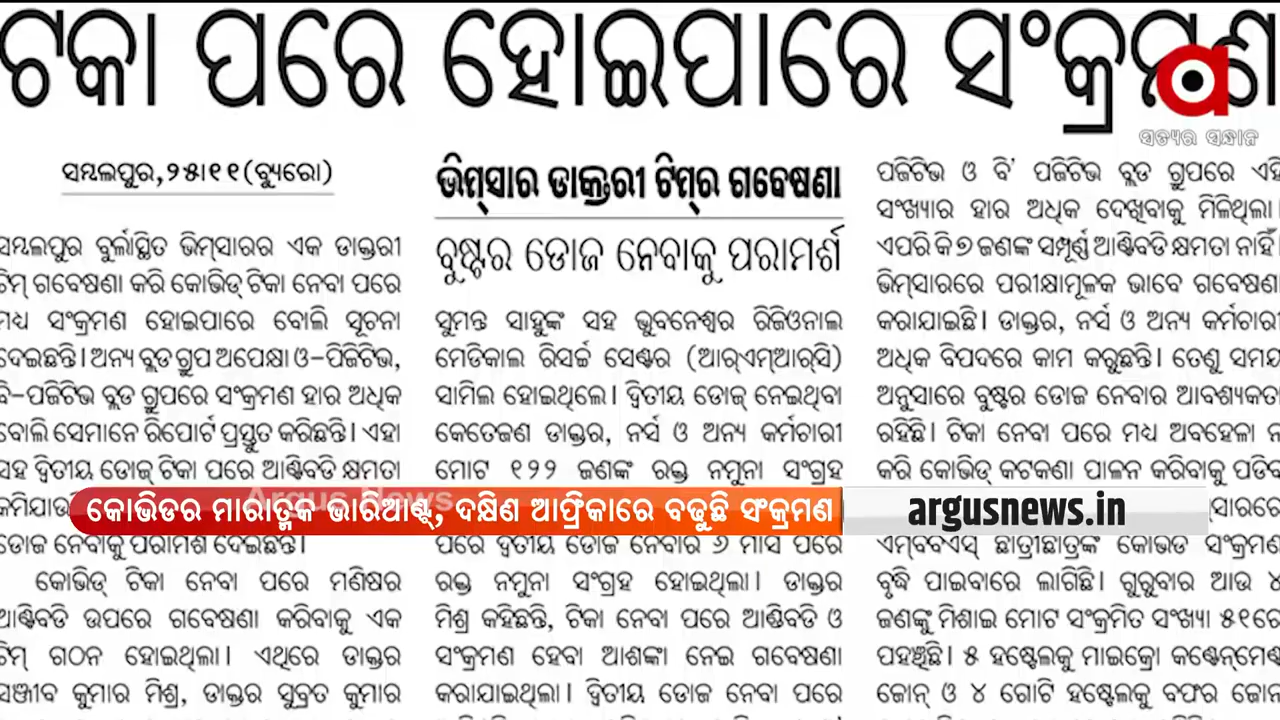 ଟିକା ପରେ ହୋଇପାରେ ସଂକ୍ରମଣ
ସତ୍ୟର ସନ୍ଧାନ
ସମ୍ବଲପୁର,୨୫।୧୧(ବ୍ୟୁରୋ)
ସମ୍ବଲପୁର ବୁର୍ଲାସ୍ଥିତ ଭିମ୍‌ସାରର ଏକ ଡାକ୍ତରୀ
ଟିମ୍ ଗବେଷଣା କରି କୋଭିଡ୍ ଟିକା ନେବା ପରେ
ମଧ୍ୟ ସଂକ୍ରମଣ ହୋଇପାରେ ବୋଲି ସୂଚନା
ଦେଇଛନ୍ତି। ଅନ୍ୟ ବ୍ଲଡ ଗ୍ରୁପ ଅପେକ୍ଷା ଓ-ପିଜିଟିଭ,
ବି-ପଜିଟିଭ ବ୍ଲଡ ଗ୍ରୁପରେ ସଂକ୍ରମଣ ହାର ଅଧିକ
ବୋଲି ସେମାନେ ରିପୋର୍ଟ ପ୍ରସ୍ତୁତ କରିଛନ୍ତି। ଏହା
ସହ ଦ୍ୱିତୀୟ ଡୋଜ୍ ଟିକା ପରେ ଆଣ୍ଟିବଡି କ୍ଷମତା
ଡୋଜ ନେବାକୁ ପରାମର୍ଶ ଦେଇଛନ୍ତି।
କୋଭିଡ୍ ଟିକା ନେବା ପରେ ମଣିଷର
ଆଣ୍ଟିବଡି ଉପରେ ଗବେଷଣା କରିବାକୁ ଏକ
ଟିମ୍ ଗଠନ ହୋଇଥିଲା। ଏଥିରେ ଡାକ୍ତର
ସଞ୍ଜୀବ କୁମାର ମିଶ୍ର, ଡାକ୍ତର ସୁବ୍ରତ କୁମାର
ଭିମ୍‌ସାର ଡାକ୍ତରୀ ଟିମ୍‌ର ଗବେଷଣା
ବୁଷ୍ଟର ଡୋଜ ନେବାକୁ ପରାମର୍ଶ
ସୁମନ୍ତ ସାହୁଙ୍କ ସହ ଭୁବନେଶ୍ୱର ରିଜିଓନାଲ
ମେଡିକାଲ ରିସର୍ଚ୍ଚ ସେଣ୍ଟର (ଆର୍‌ଏମ୍‌ଆର୍‌ସି)
ସାମିଲ ହୋଇଥିଲେ। ଦ୍ୱିତୀୟ ଡୋଜ୍ ନେଇଥିବା
କେତେଜଣ ଡାକ୍ତର, ନର୍ସ ଓ ଅନ୍ୟ କର୍ମଚାରୀ
ମୋଟ ୧୨୨ ଜଣଙ୍କ ରକ୍ତ ନମୁନା ସଂଗ୍ରହ
ପରେ ଦ୍ୱିତୀୟ ଡୋଜ ନେବାର ୬ ମାସ ପରେ
ରକ୍ତ ନମୁନା ସଂଗ୍ରହ ହୋଇଥିଲା। ଡାକ୍ତର
ମିଶ୍ର କହିଛନ୍ତି, ଟିକା ନେବା ପରେ ଆଣ୍ଟିବଡି ଓ
ସଂକ୍ରମଣ ହେବା ଆଶଙ୍କା ନେଇ ଗବେଷଣା
କରାଯାଇଥିଲା। ଦ୍ୱିତୀୟ ଡୋଜ ନେବା ପରେ
ପଜିଟିଭ ଓ ବି' ପଜିଟିଭ ବ୍ଲଡ ଗ୍ରୁପରେ ଏହି
ସଂଖ୍ୟାର ହାର ଅଧିକ ଦେଖିବାକୁ ମିଳିଥିଲା।
ଏପରି କି ୭ ଜଣଙ୍କ ସମ୍ପୂର୍ଣ୍ଣ ଆଣ୍ଟିବଡି କ୍ଷମତା ନାହିଁ
ଭିମ୍‌ସାରରେ ପରୀକ୍ଷାମୂଳକ ଭାବେ ଗବେଷଣା
କରାଯାଇଛି। ଡାକ୍ତର, ନର୍ସ ଓ ଅନ୍ୟ କର୍ମଚାରୀ
ଅଧିକ ବିପଦରେ କାମ କରୁଛନ୍ତି। ତେଣୁ ସମୟ
ଅନୁସାରେ ବୁଷ୍ଟର ଡୋଜ ନେବାର ଆବଶ୍ୟକତା
ରହିଛି। ଟିକା ନେବା ପରେ ମଧ୍ୟ ଅବହେଳା ନ
କରି କୋଭିଡ୍ କଟକଣା ପାଳନ କରିବାକୁ ପଡିବ
ଏମ୍‌ବିବିଏସ୍ ଛାତ୍ରୀଛାତ୍ରଙ୍କ କୋଭିଡ ସଂକ୍ରମଣ
ବୃଦ୍ଧି ପାଇବାରେ ଲାଗିଛି। ଗୁରୁବାର ଆଉ ୪
ଜଣଙ୍କୁ ମିଶାଇ ମୋଟ ସଂକ୍ରମିତ ସଂଖ୍ୟା ୫୧ରେ
ପହଞ୍ଚିଛି। ୫ ହଷ୍ଟେଲକୁ ମାଇକ୍ରୋ କଣ୍ଟେନ୍‌ମେଣ୍ଟ
ଜୋନ୍ ଓ ୪ ଗୋଟି ହଷ୍ଟେଲକୁ ବଫର ଜୋନ
Argus News
କୋଭିଡର ମାରାତ୍ମକ ଭାରିଆଣ୍ଟ, ଦକ୍ଷିଣ ଆଫ୍ରିକାରେ ବଢୁଛି ସଂକ୍ରମଣ
argusnews.in